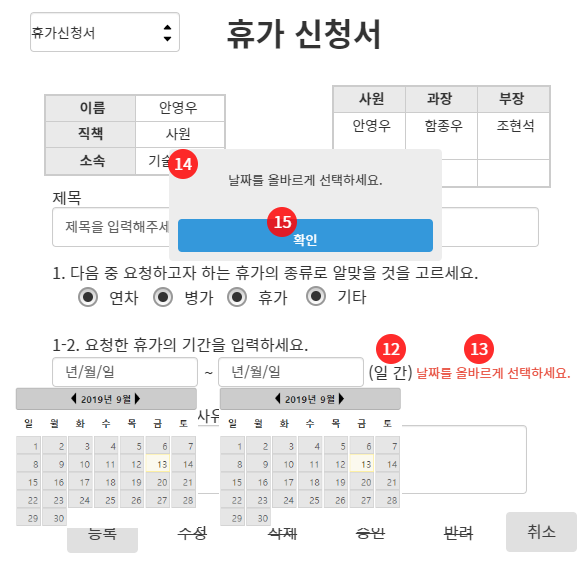 휴가신청서
휴가 신청서
이름 안영우
직책 사원
소속 기술
사원 과장 부장
안영우 함종우 조현석
14
날짜를 올바르게 선택하세요.
15
확인
제목
제목을 입력해주세
1. 다음 중 요청하고자 하는 휴가의 종류로 알맞을 것을 고르세요.
연차 병가 휴가 기타
1-2. 요청한 휴가의 기간을 입력하세요.
12
13
년/월/일 ~ 년/월/일 (일 간) 날짜를 올바르게 선택하세요.
사유
2019년 9월
일 월 화 수 목 금 토
1 2 3 4 5 6 7
8 9 10 11 12 13 14
15 16 17 18 19 20 21
22 23 24 25 26 27 28
29 30
2019년 9월
일 월 화 수 목 금 토
1 2 3 4 5 6 7
8 9 10 11 12 13 14
15 16 17 18 19 20 21
22 23 24 25 26 27 28
29 30
등록 수정 삭제 승인 반려 취소